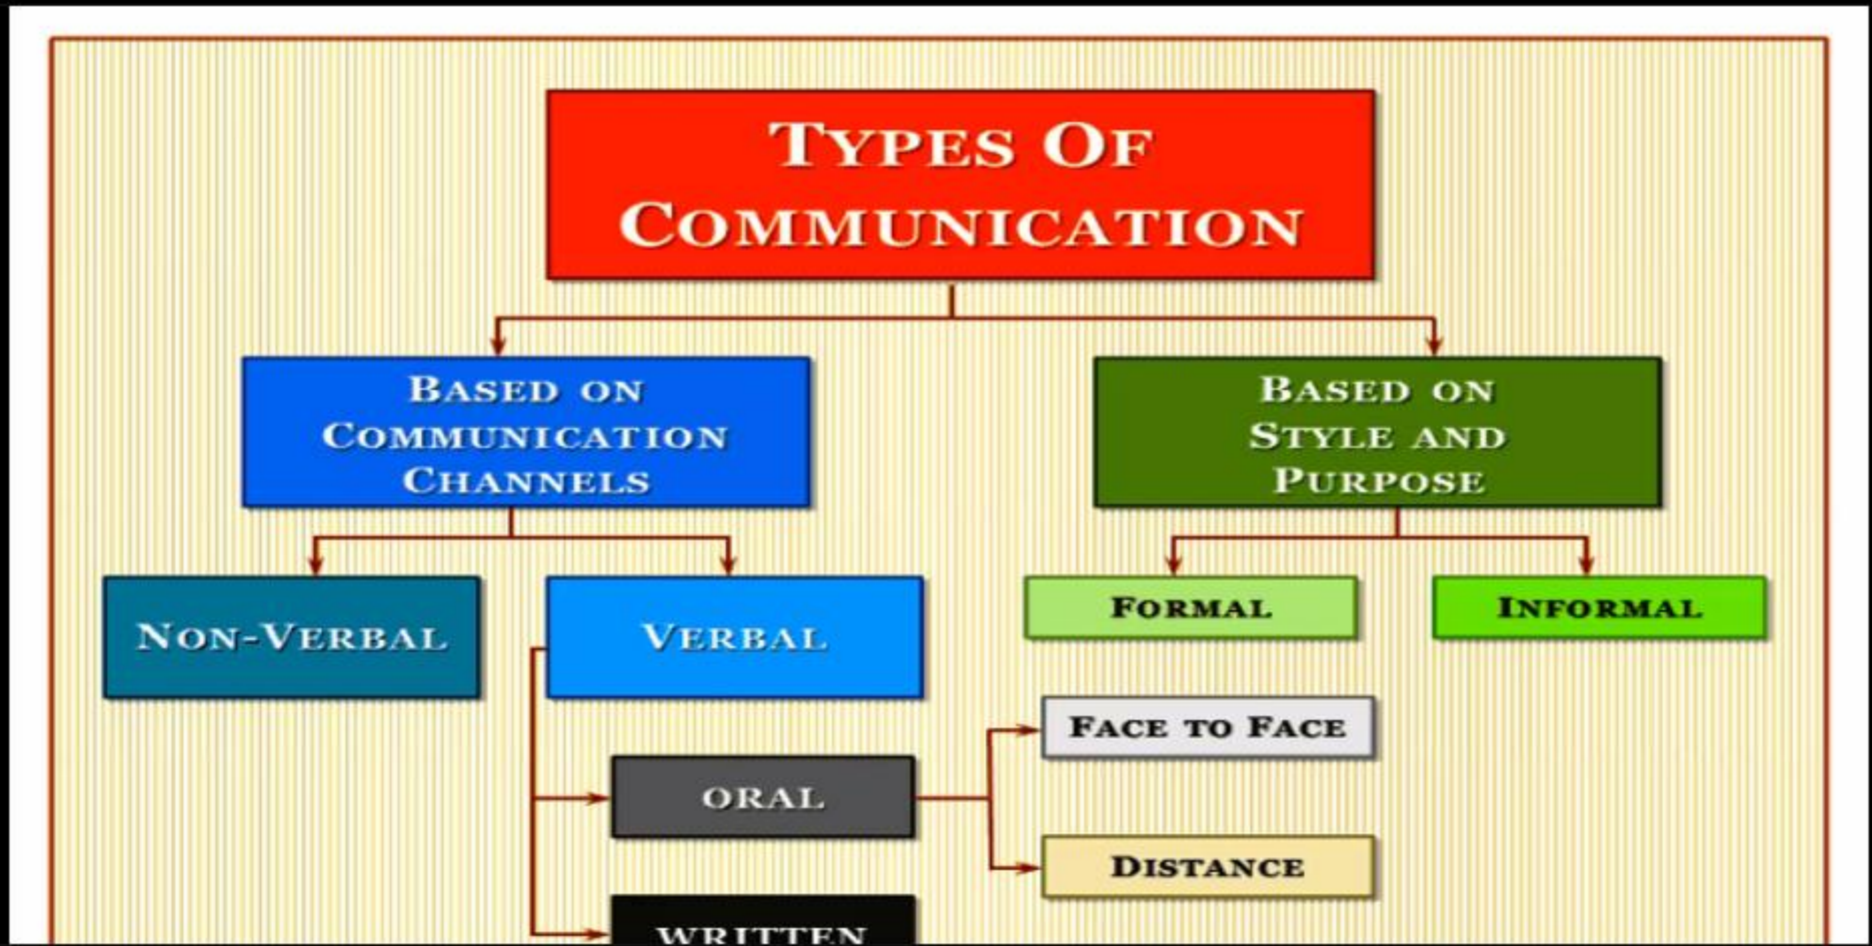 TYPES OF
COMMUNICATION
BASED ON
COMMUNICATION
CHANNELS
BASED ON
STYLE AND
PURPOSE
NON-VERBAL
VERBAL
FORMAL
INFORMAL
FACE TO FACE
ORAL
DISTANCE
WRITTEN